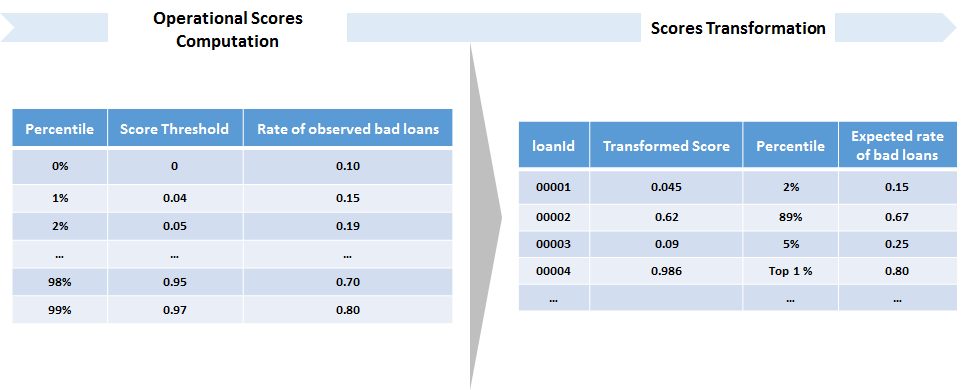 Operational Scores
Computation
Scores Transformation
Percentile Score Threshold Rate of observed bad loans
0% 0 0.10
1% 0.04 0.15
2% 0.05 0.19
... ... ...
98% 0.95 0.70
99% 0.97 0.80
loanId Transformed Score Percentile Expected rate
of bad loans
00001 0.045 2% 0.15
00002 0.62 89% 0.67
00003 0.09 5% 0.25
00004 0.986 Top 1 % 0.80
... ... ...